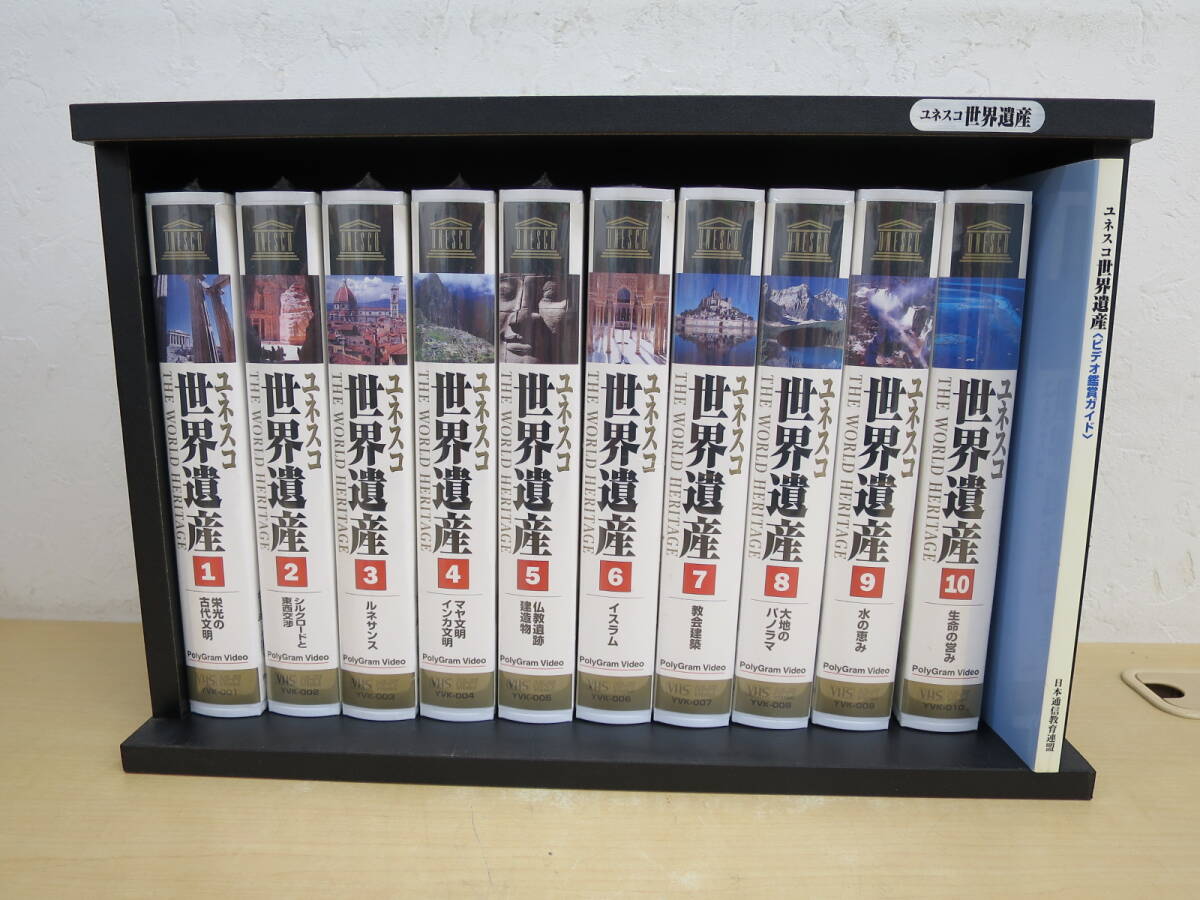 ユネスコ世界遺産
UNESCO
ユネスコ
世界遺産
THE WORLD HERITAGE
1
栄光の
古代文明
PolyGram Video
VHS
YVK-001
UNESCO
ユネスコ
世界遺産
THE WORLD HERITAGE
2
シルクロードと
東西交渉
PolyGram Video
VHS
YVK-002
UNESCO
ユネスコ
世界遺産
THE WORLD HERITAGE
3
ルネサンス
PolyGram Video
VHS
YVK-003
UNESCO
ユネスコ
世界遺産
THE WORLD HERITAGE
4
マヤ文明
インカ文明
PolyGram Video
VHS
YVK-004
UNESCO
ユネスコ
世界遺産
THE WORLD HERITAGE
5
仏教遺跡
建造物
PolyGram Video
VHS
YVK-005
UNESCO
ユネスコ
世界遺産
THE WORLD HERITAGE
6
イスラム
PolyGram Video
VHS
YVK-006
UNESCO
ユネスコ
世界遺産
THE WORLD HERITAGE
7
教会建築
PolyGram Video
VHS
YVK-007
UNESCO
ユネスコ
世界遺産
THE WORLD HERITAGE
8
大地の
パノラマ
PolyGram Video
VHS
YVK-008
UNESCO
ユネスコ
世界遺産
THE WORLD HERITAGE
9
水の恵み
PolyGram Video
VHS
YVK-009
UNESCO
ユネスコ
世界遺産
THE WORLD HERITAGE
10
生命の営み
PolyGram Video
VHS
YVK-010
ユネスコ世界遺産〈ビデオ鑑賞ガイド〉
日本通信教育連盟